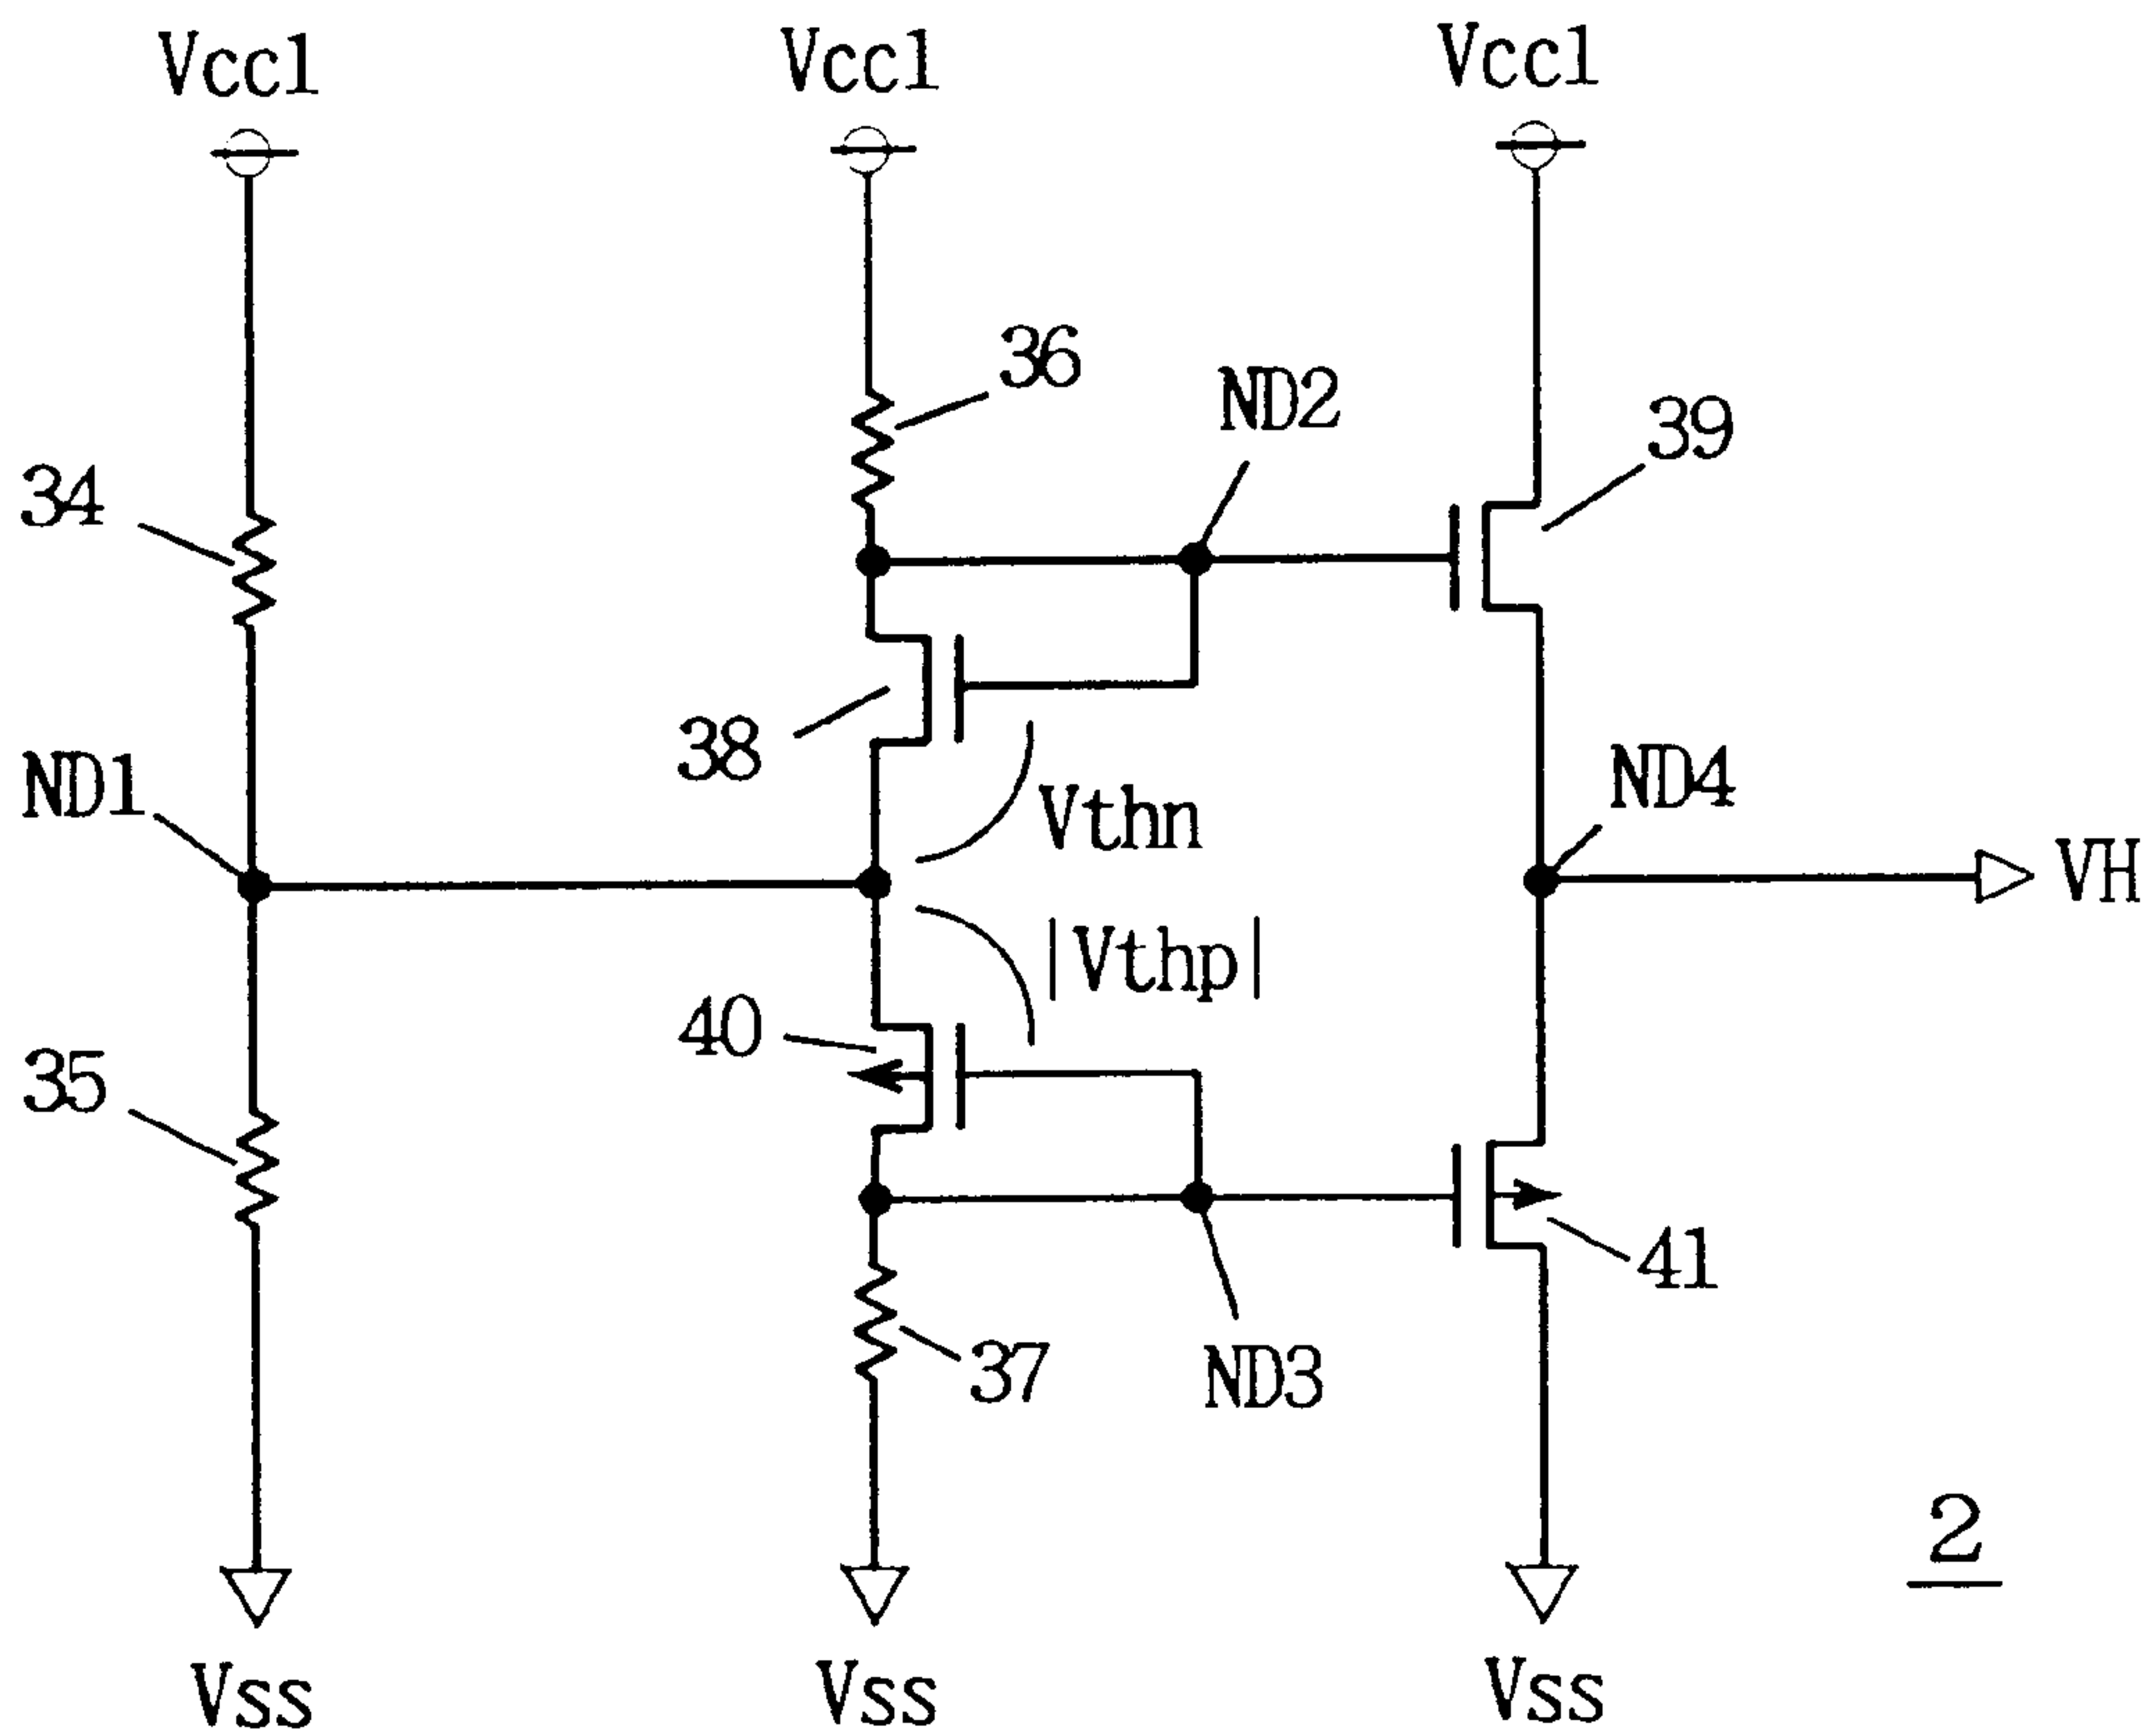 Vcc1
Vcc1
Vcc1
36
ND2
39
34
38
ND1
Vthn
ND4
VH
|Vthp|
40
35
41
37
ND3
2
Vss
Vss
Vss